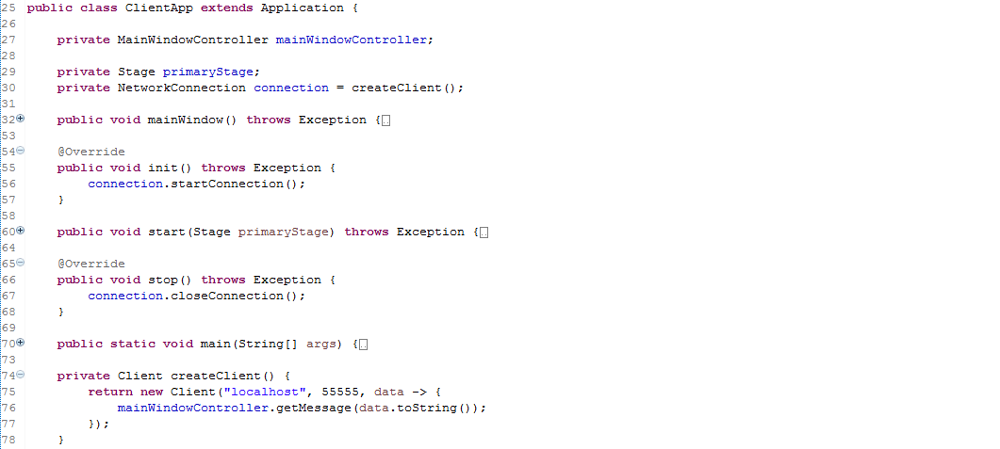 25 public class ClientApp extends Application {
26
27     private MainWindowController mainWindowController;
28
29     private Stage primaryStage;
30     private NetworkConnection connection = createClient();
31
32     public void mainWindow() throws Exception {..
53
54     @Override
55     public void init() throws Exception {
56         connection.startConnection();
57     }
58
60     public void start(Stage primaryStage) throws Exception {..
64
65     @Override
66     public void stop() throws Exception {
67         connection.closeConnection();
68     }
69
70     public static void main(String[] args) {..
73
74     private Client createClient() {
75         return new Client("localhost", 55555, data -> {
76             mainWindowController.getMessage(data.toString());
77         });
78     }